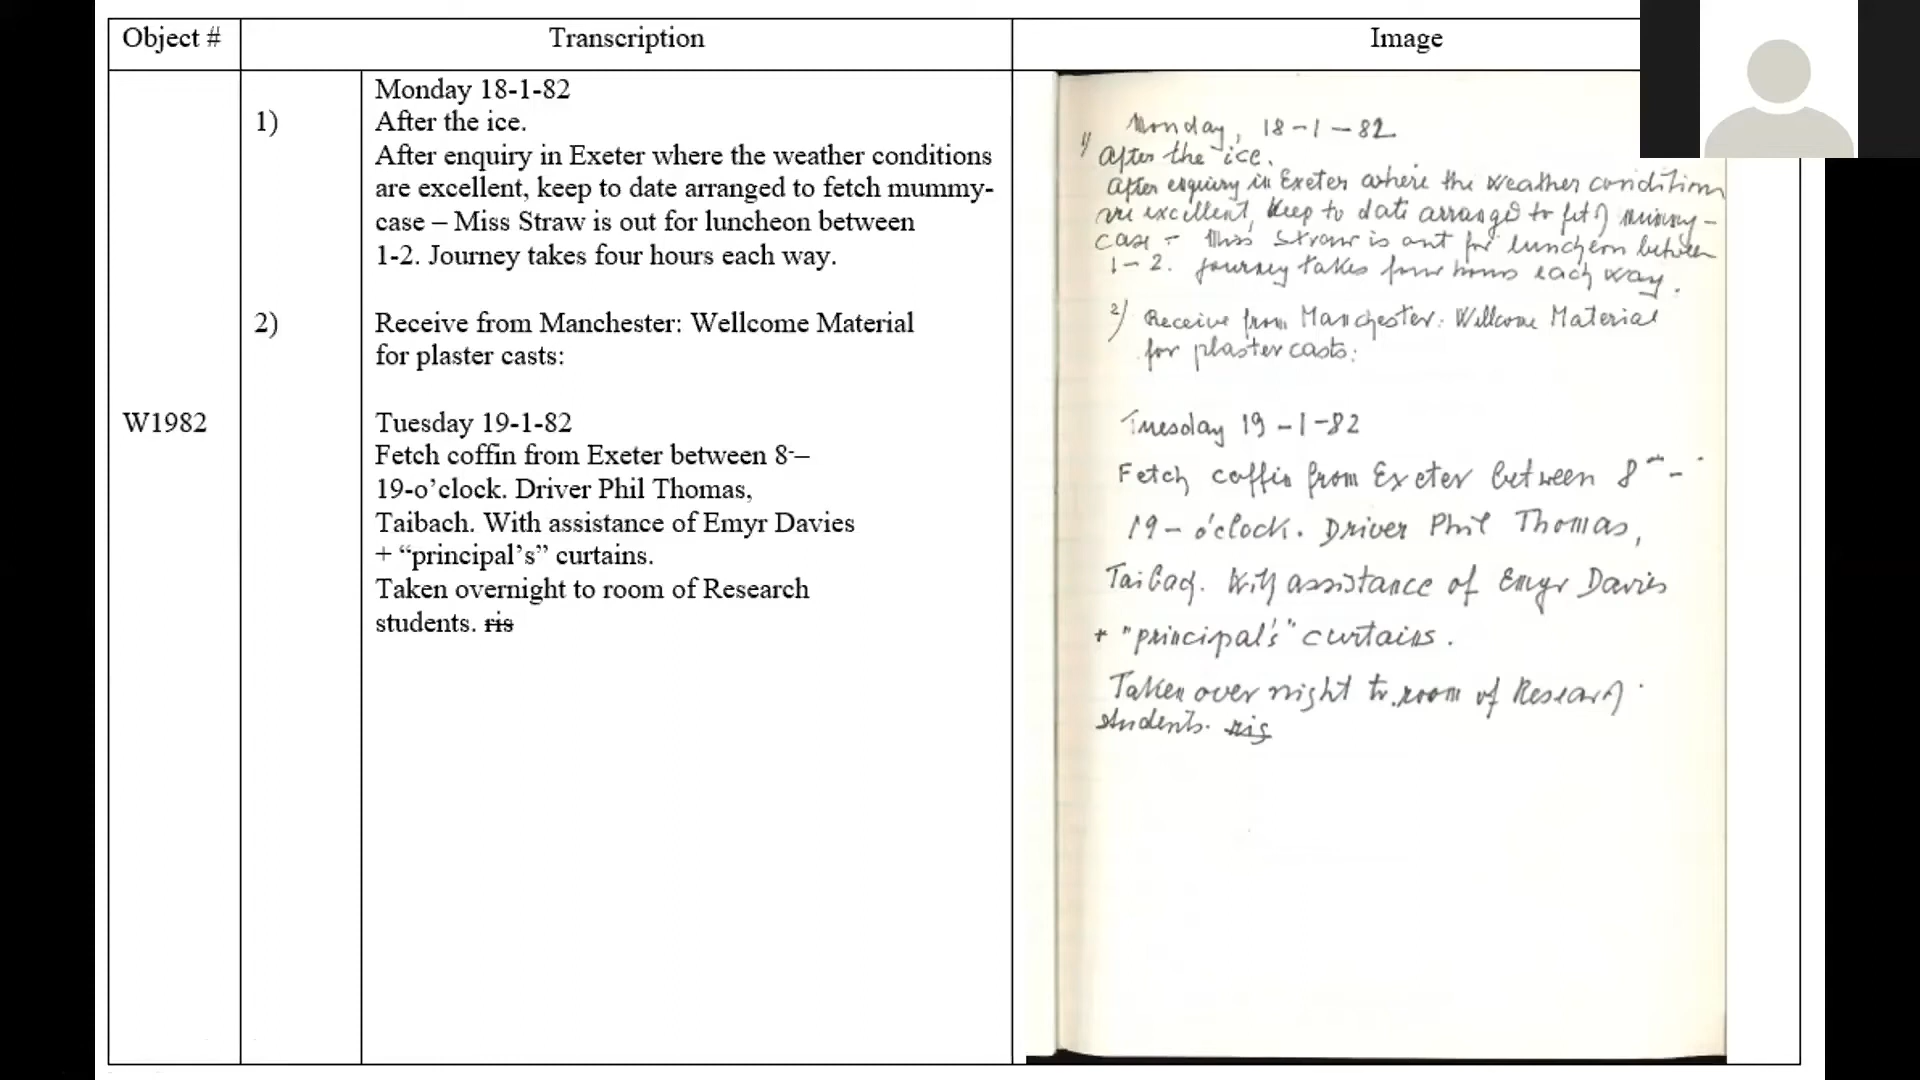 Object #
Transcription
Image
Monday 18-1-82
1)
After the ice.
After enquiry in Exeter where the weather conditions
are excellent, keep to date arranged to fetch mummy-
case – Miss Straw is out for luncheon between
1-2. Journey takes four hours each way.
2)
Receive from Manchester: Wellcome Material
for plaster casts:
W1982
Tuesday 19-1-82
Fetch coffin from Exeter between 8-–
19-o’clock. Driver Phil Thomas,
Taibach. With assistance of Emyr Davies
+ “principal’s” curtains.
Taken overnight to room of Research
students. ris
Monday, 18-1-82
1)
After the ice.
After enquiry in Exeter where the weather condition
are excellent, keep to date arranged to fetch mummy-
case - Miss Straw is out for luncheon between
1-2. Journey takes four hours each way.
2) Receive from Manchester: Wellcome Material
for plaster casts:
Tuesday 19-1-82
Fetch coffin from Exeter between 8 -
19- o'clock. Driver Phil Thomas,
Taibach. With assistance of Emyr Davies
+ "principal's" curtains.
Taken over night to room of Research
students. ris